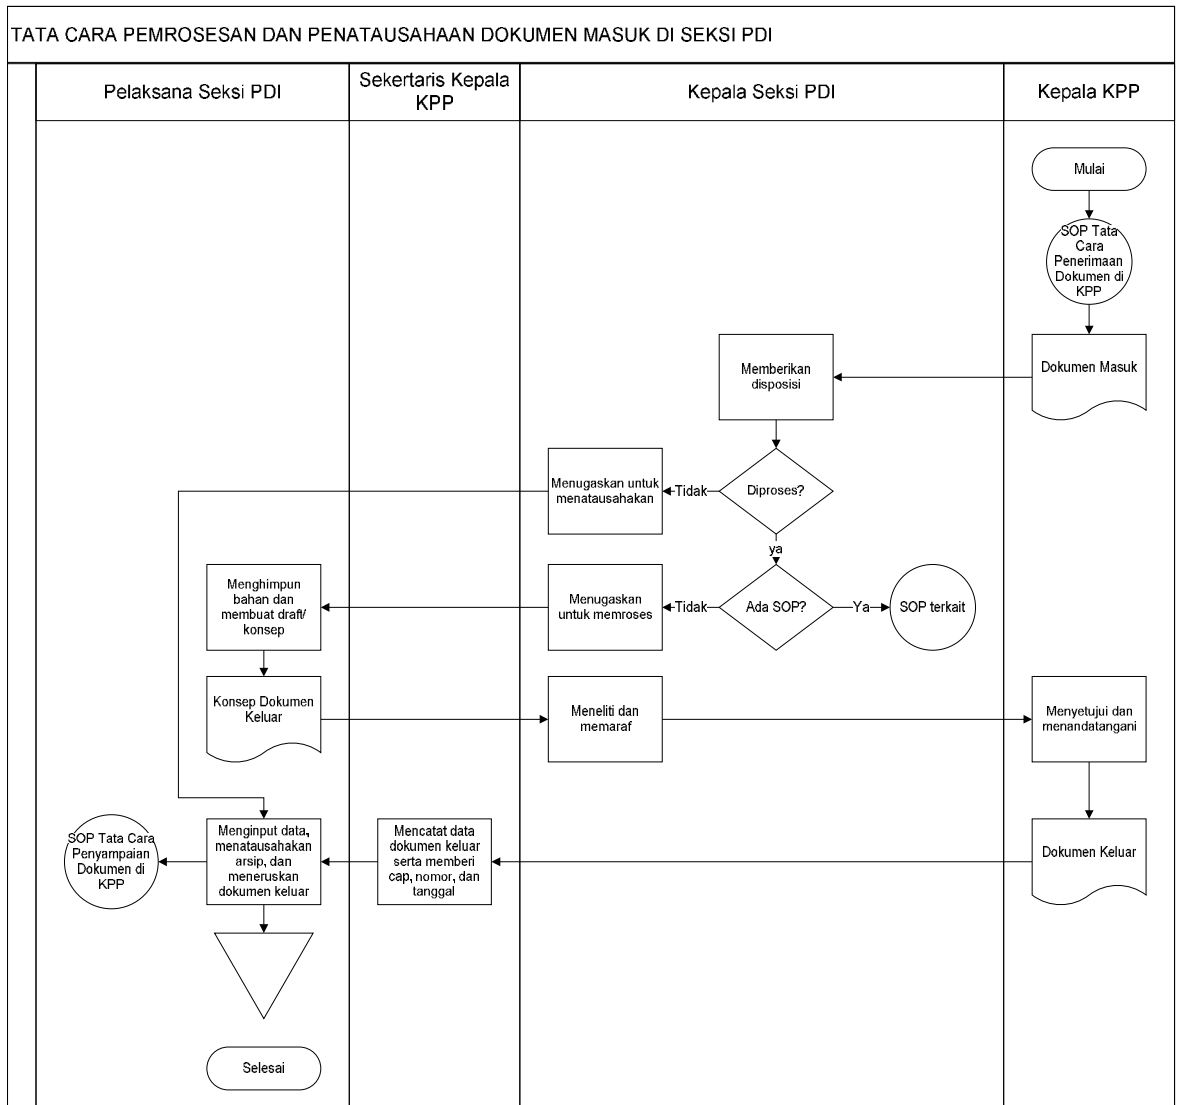 TATA CARA PEMROSESAN DAN PENATAUSAHAAN DOKUMEN MASUK DI SEKSI PDI
Pelaksana Seksi PDI
Sekertaris Kepala
KPP
Kepala Seksi PDI
Kepala KPP
Mulai
SOP Tata
Cara
Penerimaan
Dokumen di
KPP
Dokumen Masuk
Memberikan
disposisi
Diproses?
Tidak
Menugaskan untuk
menatausahakan
ya
Ada SOP?
Ya
SOP terkait
Tidak
Menugaskan
untuk memroses
Menghimpun
bahan dan
membuat draft/
konsep
Konsep Dokumen
Keluar
Meneliti dan
memaraf
Menyetujui dan
menandatangani
Dokumen Keluar
Mencatat data
dokumen keluar
serta memberi
cap, nomor, dan
tanggal
Menginput data,
menatausahakan
arsip, dan
meneruskan
dokumen keluar
SOP Tata Cara
Penyampaian
Dokumen di
KPP
Selesai